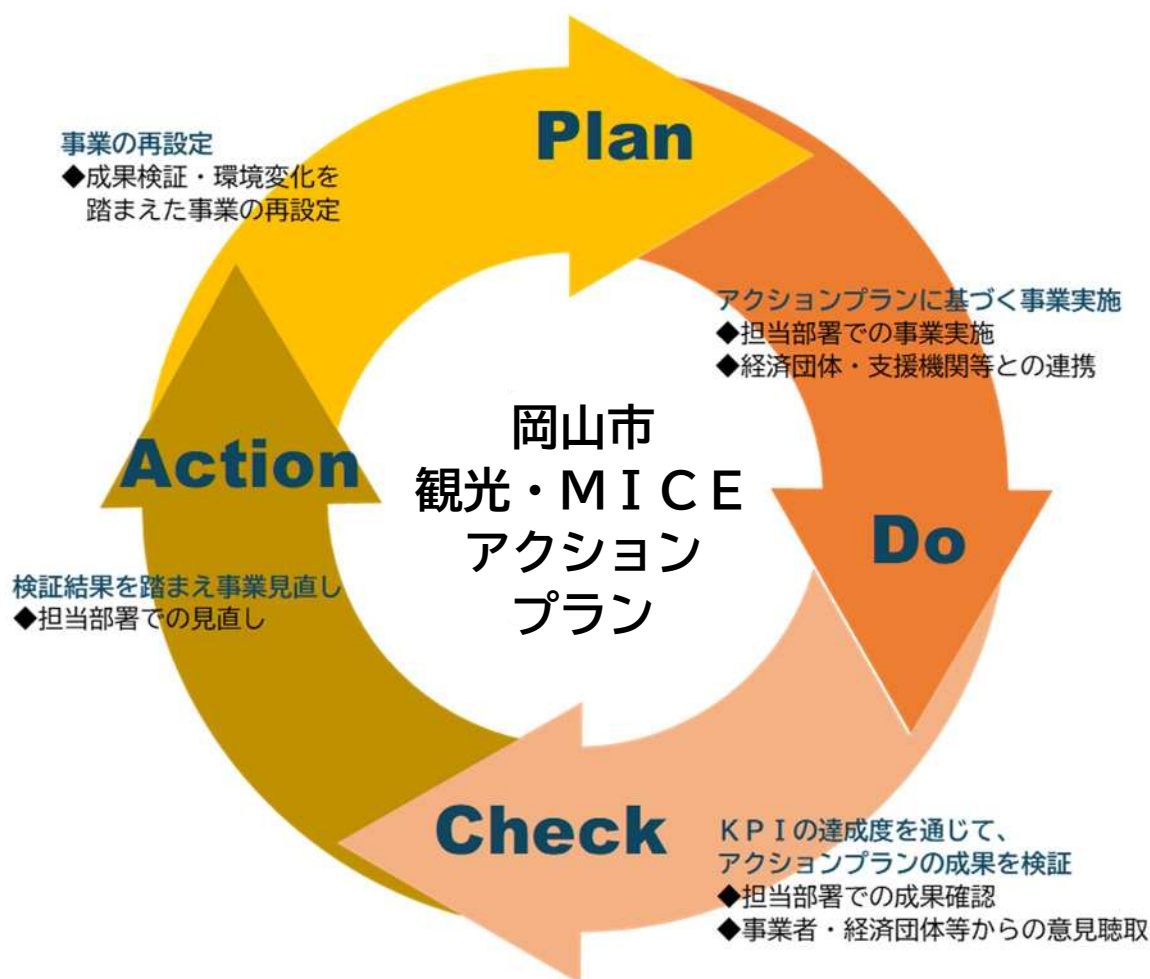 Plan
事業の再設定
◆成果検証・環境変化を
踏まえた事業の再設定
アクションプランに基づく事業実施
◆担当部署での事業実施
◆経済団体・支援機関等との連携
岡山市
観光・ＭＩＣＥ
アクション
プラン
Action
Do
検証結果を踏まえ事業見直し
◆担当部署での見直し
Check
ＫＰＩの達成度を通じて、
アクションプランの成果を検証
◆担当部署での成果確認
◆事業者・経済団体等からの意見聴取